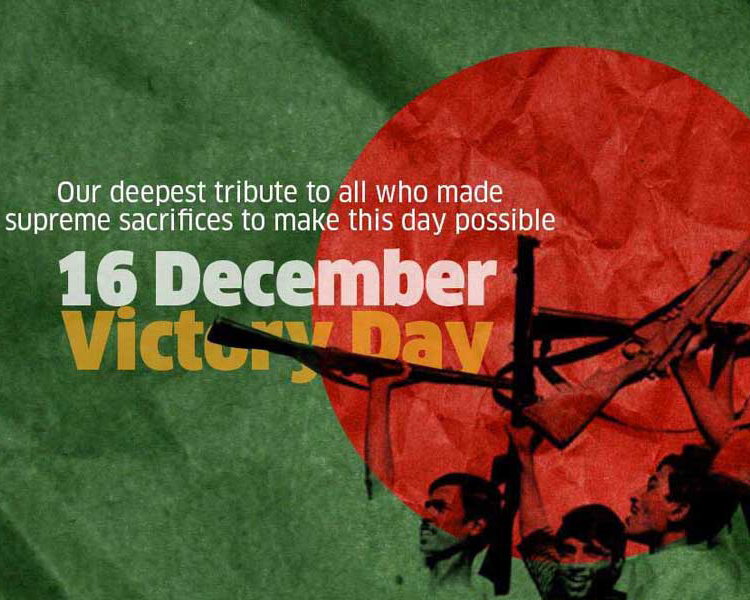 Our deepest tribute to all who made
supreme sacrifices to make this day possible
16 December
Victory Day